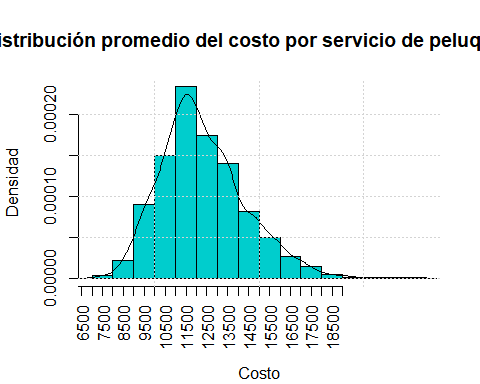 istribución promedio del costo por servicio de peluq
Densidad
0.00020
0.00010
0.00000
6500 7500 8500 9500 10500 11500 12500 13500 14500 15500 16500 17500 18500
Costo